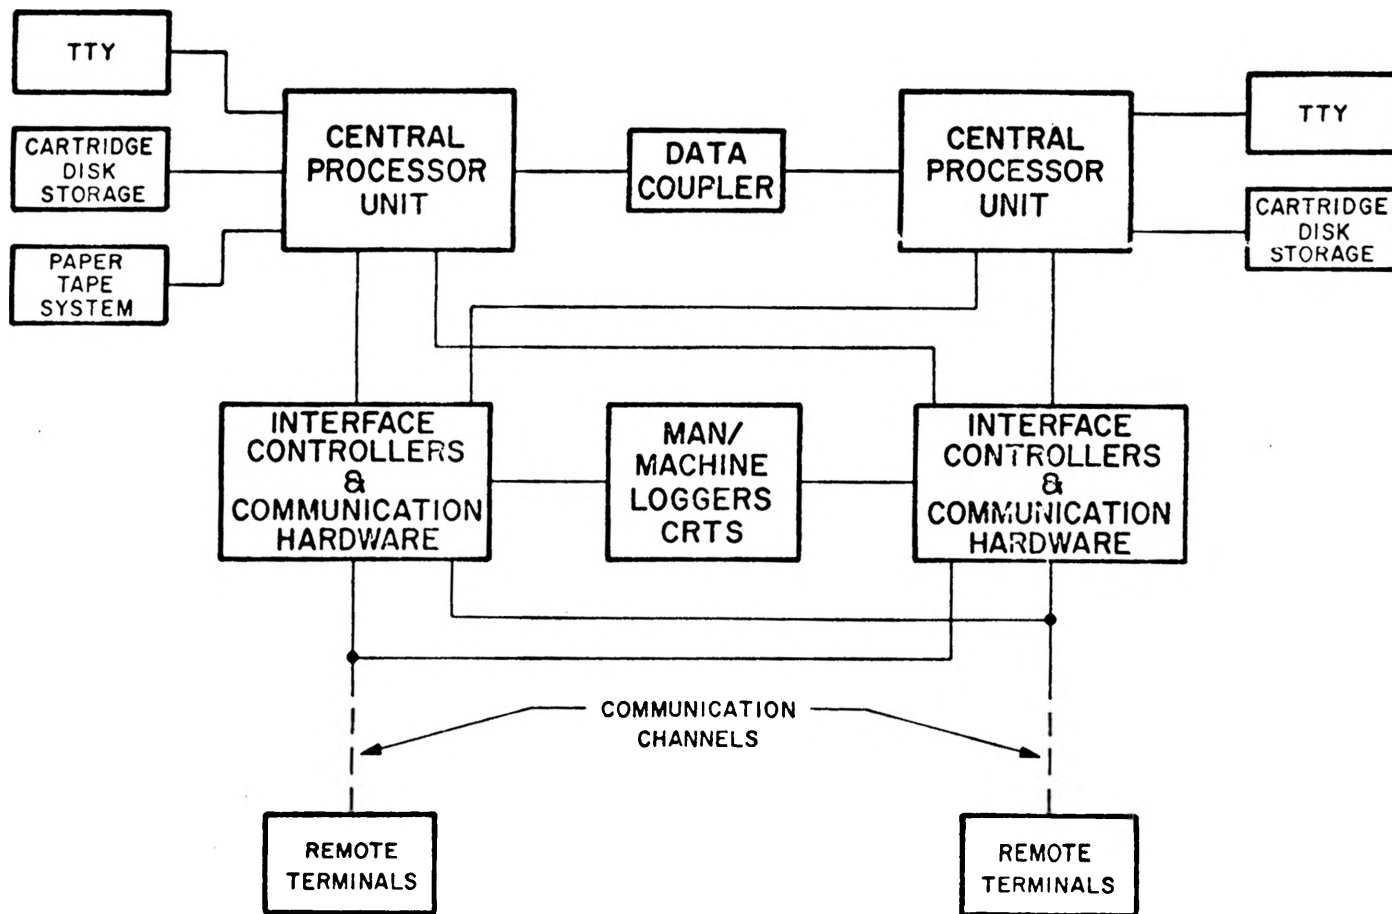 TTY
CARTRIDGE
DISK
STORAGE
PAPER
TAPE
SYSTEM
CENTRAL
PROCESSOR
UNIT
DATA
COUPLER
CENTRAL
PROCESSOR
UNIT
TTY
CARTRIDGE
DISK
STORAGE
INTERFACE
CONTROLLERS
&
COMMUNICATION
HARDWARE
MAN/
MACHINE
LOGGERS
CRTS
INTERFACE
CONTROLLERS
&
COMMUNICATION
HARDWARE
COMMUNICATION
CHANNELS
REMOTE
TERMINALS
REMOTE
TERMINALS